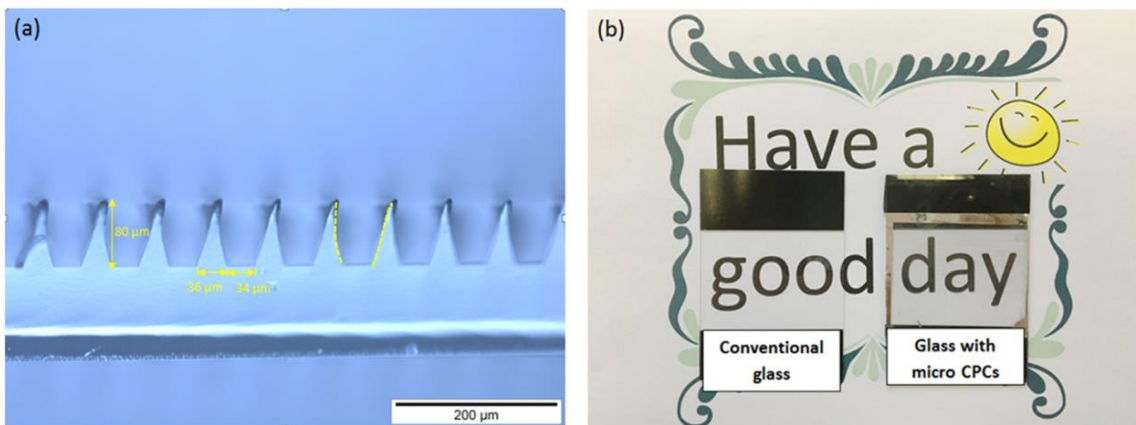 (a)
80 µm
36 µm
34 µm
200 µm
(b)
Have a
good day
Conventional
glass
Glass with
micro CPCs